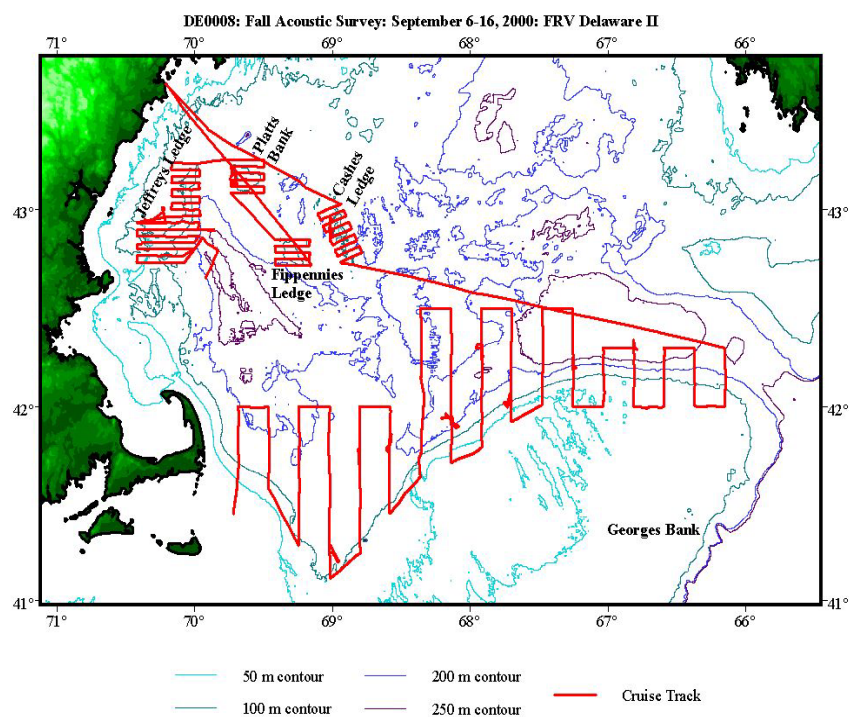 DE0008: Fall Acoustic Survey: September 6-16, 2000: FRV Delaware II
71 70 69 68 67 66
Jeffreys Ledge
Platts
Bank
Cashes
Ledge
43° 43°
Fippennies
Ledge
42° 42°
Georges Bank
41° 41°
71 70 69 68 67 66
50 m contour 200 m contour
100 m contour 250 m contour
Cruise Track